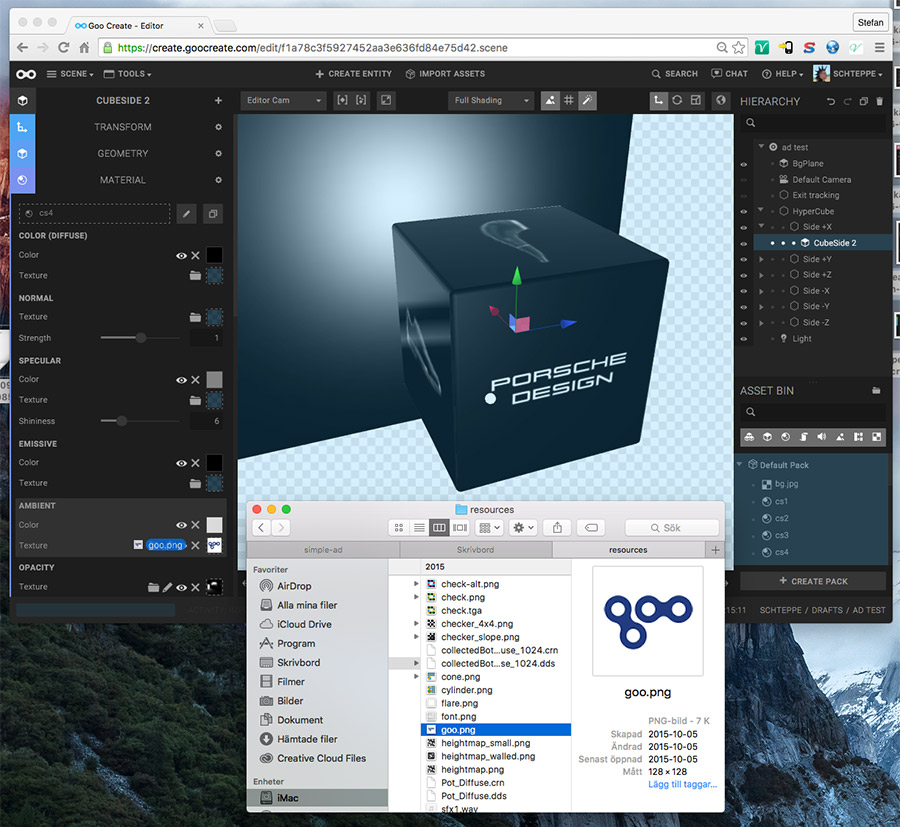 Goo Create - Editor
Stefan
https://create.goocreate.com/edit/f1a78c3f5927452aa3e636fd84e75d42.scene
SCENE
TOOLS
CREATE ENTITY
IMPORT ASSETS
SEARCH
CHAT
HELP
SCHTEPPE
CUBESIDE 2
TRANSFORM
GEOMETRY
MATERIAL
cs4
COLOR (DIFFUSE)
Color
Texture
NORMAL
Texture
Strength 1
SPECULAR
Color
Texture
Shininess 6
EMISSIVE
Color
Texture
AMBIENT
Color
Texture goo.png
OPACITY
Texture
Editor Cam
Full Shading
PORSCHE
DESIGN
HIERARCHY
ad test
BgPlane
Default Camera
Exit tracking
HyperCube
Side +X
CubeSide 2
Side +Y
Side +Z
Side -X
Side -Y
Side -Z
Light
ASSET BIN
Default Pack
bg.jpg
cs1
cs2
cs3
cs4
CREATE PACK
15:11 SCHTEPPE / DRAFTS / AD TEST
resources
Sök
simple-ad
Skrivbord
resources
Favoriter
AirDrop
Alla mina filer
iCloud Drive
Program
Skrivbord
Filmer
Bilder
Dokument
Hämtade filer
Creative Cloud Files
Enheter
iMac
2015
check-alt.png
check.png
check.tga
checker_4x4.png
checker_slope.png
collectedBot...use_1024.crn
collectedBot...se_1024.dds
cone.png
cylinder.png
flare.png
font.png
goo.png
heightmap_small.png
heightmap_walled.png
heightmap.png
Pot_Diffuse.crn
Pot_Diffuse.dds
sfx1.wav
goo.png
PNG-bild - 7 K
Skapad 2015-10-05
Ändrad 2015-10-05
Senast öppnad 2015-10-05
Mått 128 × 128
Lägg till taggar...